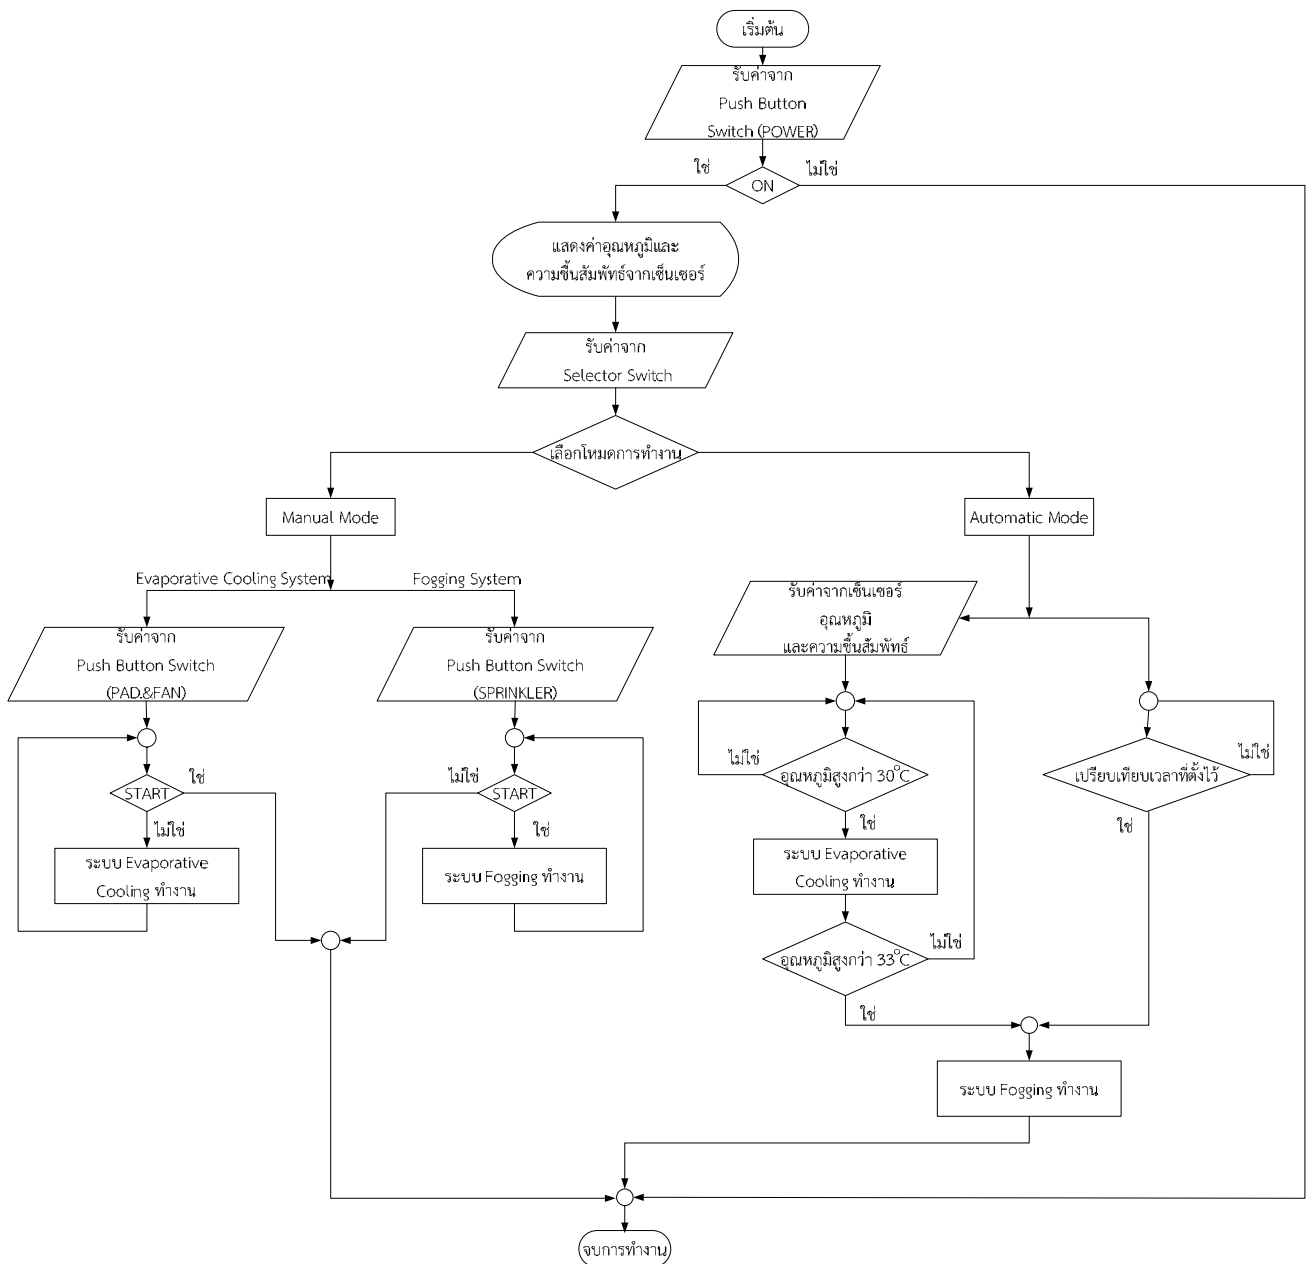 เริ่มต้น
รับค่าจาก
Push Button
Switch (POWER)
ใช่
ไม่ใช่
ON
แสดงค่าอุณหภูมิและ
ความชื้นสัมพัทธ์จากเซ็นเซอร์
รับค่าจาก
Selector Switch
เลือกโหมดการทำงาน
Manual Mode
Automatic Mode
Evaporative Cooling System
Fogging System
รับค่าจาก
Push Button Switch
(PAD.&FAN)
รับค่าจาก
Push Button Switch
(SPRINKLER)
รับค่าจากเซ็นเซอร์
อุณหภูมิ
และความชื้นสัมพัทธ์
START
ใช่
ไม่ใช่
ระบบ Evaporative
Cooling ทำงาน
ไม่ใช่
START
ใช่
ระบบ Fogging ทำงาน
ไม่ใช่
อุณหภูมิสูงกว่า 30°C
ใช่
ระบบ Evaporative
Cooling ทำงาน
อุณหภูมิสูงกว่า 33°C
ไม่ใช่
ใช่
เปรียบเทียบเวลาที่ตั้งไว้
ไม่ใช่
ใช่
ระบบ Fogging ทำงาน
จบการทำงาน